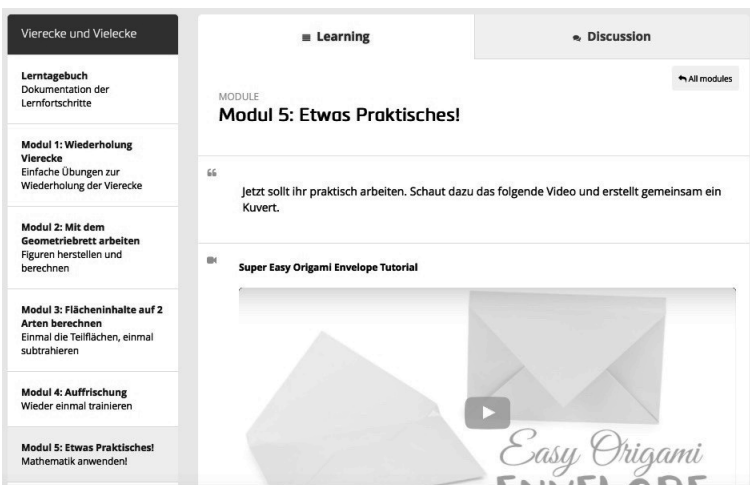 Vierecke und Vielecke
Lerntagebuch
Dokumentation der
Lernfortschritte
Modul 1: Wiederholung
Vierecke
Einfache Übungen zur
Wiederholung der Vierecke
Modul 2: Mit dem
Geometriebrett arbeiten
Figuren herstellen und
berechnen
Modul 3: Flächeninhalte auf 2
Arten berechnen
Einmal die Teilflächen, einmal
subtrahieren
Modul 4: Auffrischung
Wieder einmal trainieren
Modul 5: Etwas Praktisches!
Mathematik anwenden!
Learning
Discussion
All modules
MODULE
Modul 5: Etwas Praktisches!
Jetzt sollt ihr praktisch arbeiten. Schaut dazu das folgende Video und erstellt gemeinsam ein
Kuvert.
Super Easy Origami Envelope Tutorial
Easy Origami
ENVELOPE